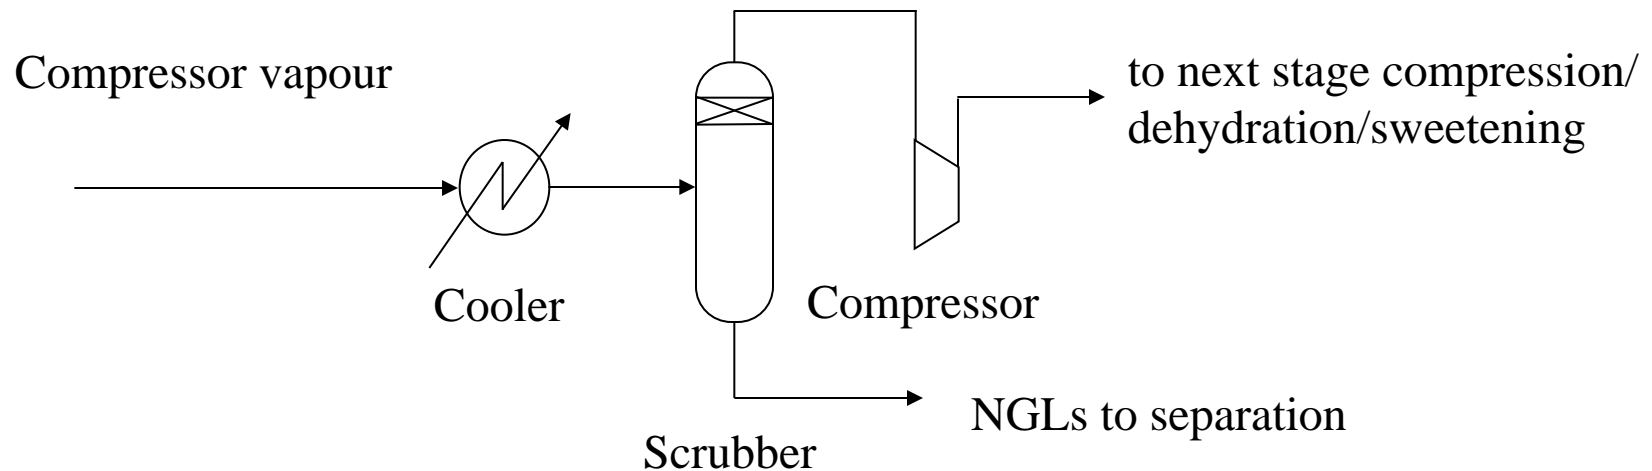 Compressor vapour
to next stage compression/
dehydration/sweetening
Cooler
Compressor
NGLs to separation
Scrubber